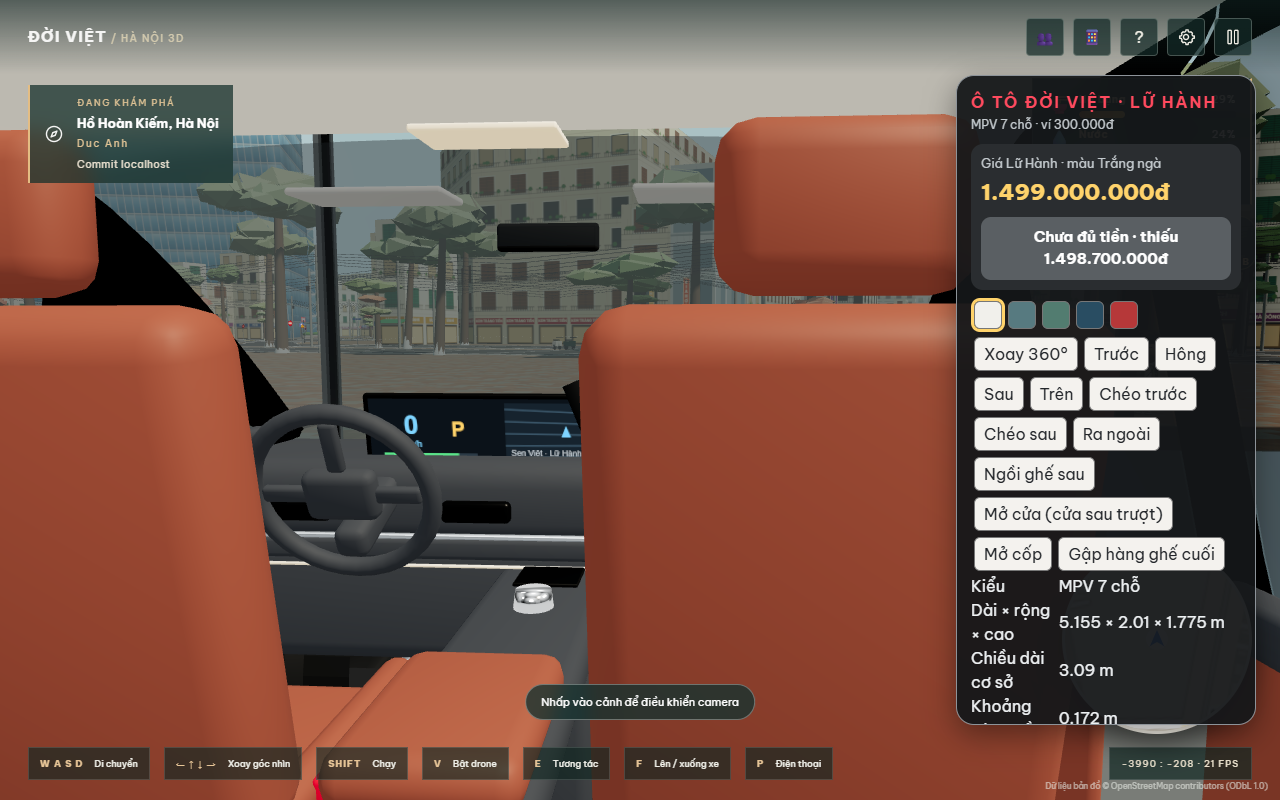 ĐỜI VIỆT / HÀ NỘI 3D
?
ĐANG KHÁM PHÁ
Hồ Hoàn Kiếm, Hà Nội
Duc Anh
Commit localhost
Ô TÔ ĐỜI VIỆT · LỮ HÀNH
MPV 7 chỗ · ví 300.000đ
Giá Lữ Hành · màu Trắng ngà
1.499.000.000đ
Chưa đủ tiền · thiếu
1.498.700.000đ
Xoay 360° Trước Hông
Sau Trên Chéo trước
Chéo sau Ra ngoài
Ngồi ghế sau
Mở cửa (cửa sau trượt)
Mở cốp Gập hàng ghế cuối
Kiểu MPV 7 chỗ
Dài × rộng × cao 5.155 × 2.01 × 1.775 m
Chiều dài cơ sở 3.09 m
Khoảng 0.172 m
0 P
Sen Việt · Lữ Hành
Nhấp vào cảnh để điều khiển camera
W A S D Di chuyển
←↑↓→ Xoay góc nhìn
SHIFT Chạy
V Bật drone
E Tương tác
F Lên / xuống xe
P Điện thoại
-3990 : -208 · 21 FPS
Dữ liệu bản đồ © OpenStreetMap contributors (ODbL 1.0)